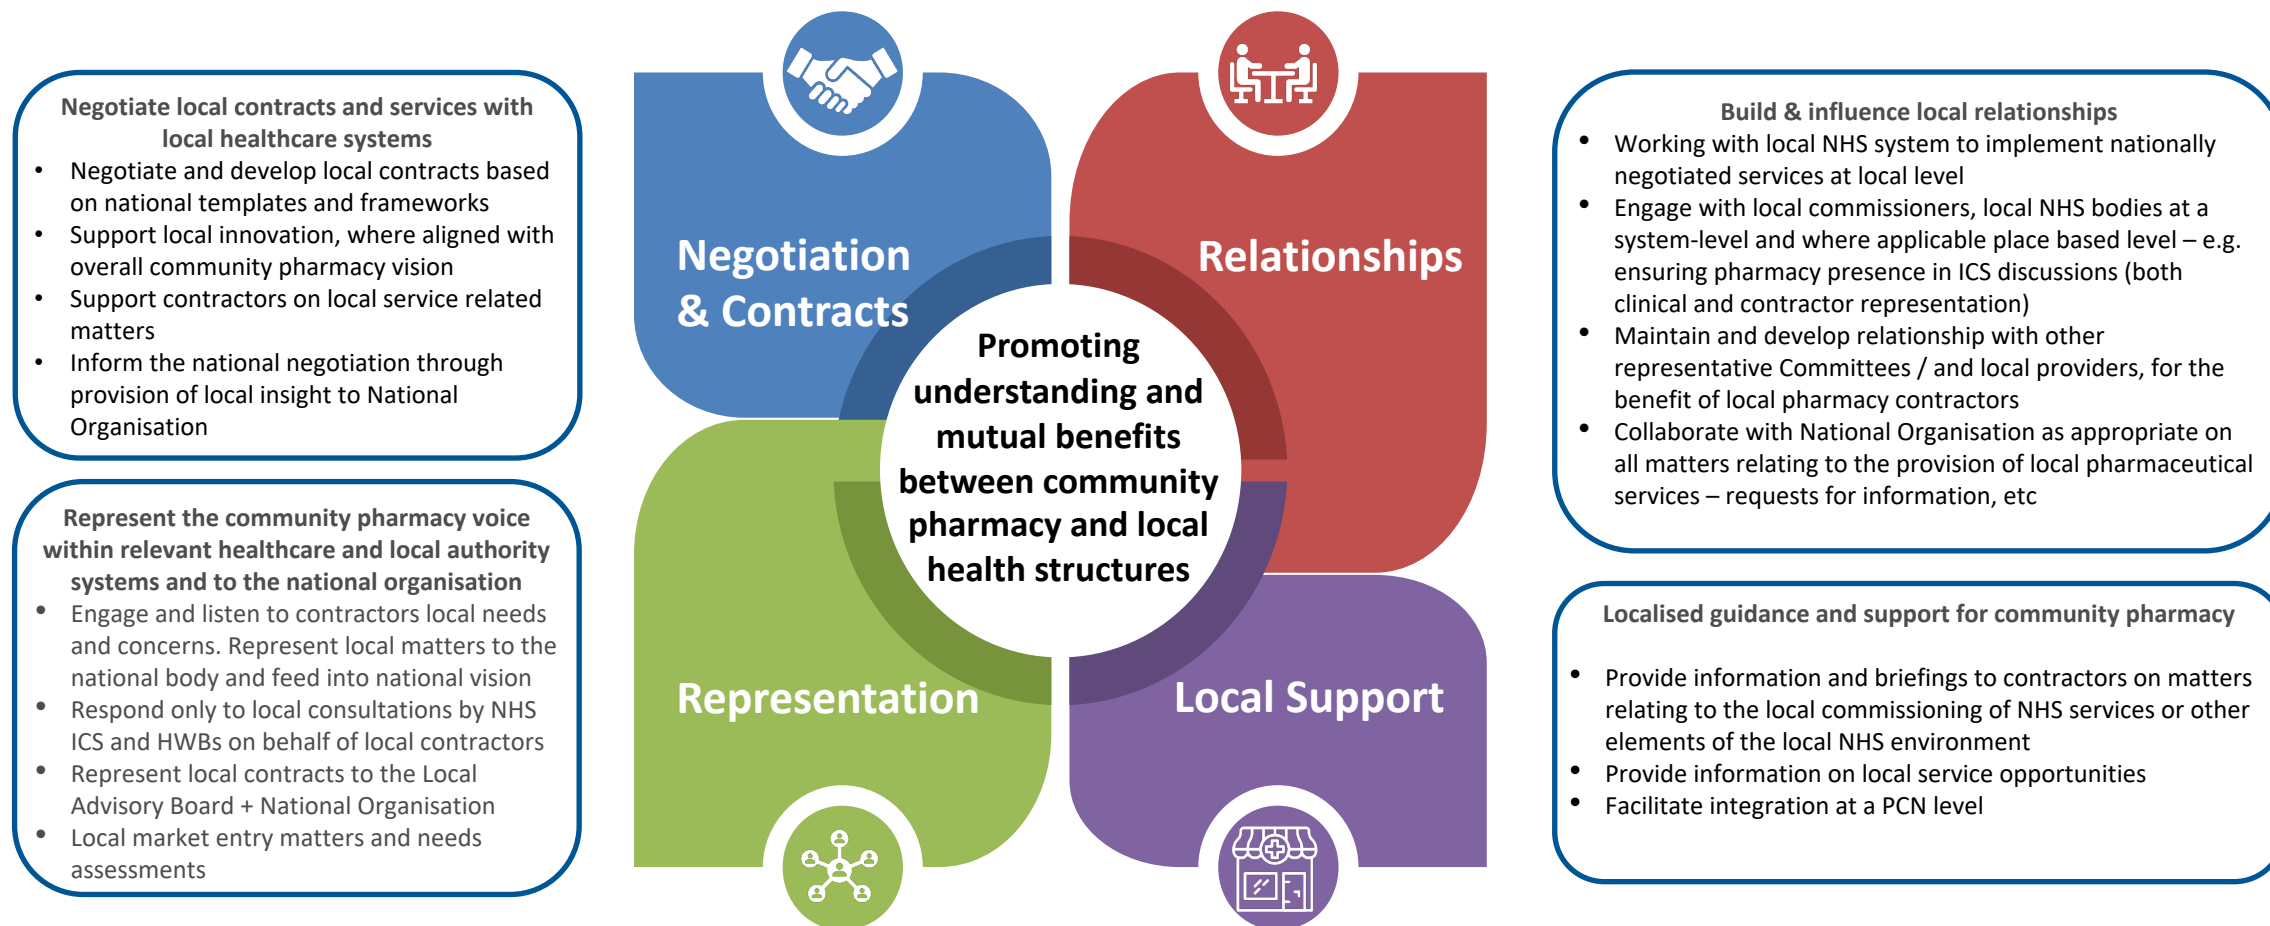 Negotiate local contracts and services with
local healthcare systems
• Negotiate and develop local contracts based
on national templates and frameworks
• Support local innovation, where aligned with
overall community pharmacy vision
• Support contractors on local service related
matters
• Inform the national negotiation through
provision of local insight to National
Organisation
Represent the community pharmacy voice
within relevant healthcare and local authority
systems and to the national organisation
• Engage and listen to contractors local needs
and concerns. Represent local matters to the
national body and feed into national vision
• Respond only to local consultations by NHS
ICS and HWBs on behalf of local contractors
• Represent local contracts to the Local
Advisory Board + National Organisation
• Local market entry matters and needs
assessments
Negotiation
& Contracts
Relationships
Promoting
understanding and
mutual benefits
between community
pharmacy and local
health structures
Representation
Local Support
Build & influence local relationships
• Working with local NHS system to implement nationally
negotiated services at local level
• Engage with local commissioners, local NHS bodies at a
system-level and where applicable place based level – e.g.
ensuring pharmacy presence in ICS discussions (both
clinical and contractor representation)
• Maintain and develop relationship with other
representative Committees / and local providers, for the
benefit of local pharmacy contractors
• Collaborate with National Organisation as appropriate on
all matters relating to the provision of local pharmaceutical
services – requests for information, etc
Localised guidance and support for community pharmacy
• Provide information and briefings to contractors on matters
relating to the local commissioning of NHS services or other
elements of the local NHS environment
• Provide information on local service opportunities
• Facilitate integration at a PCN level